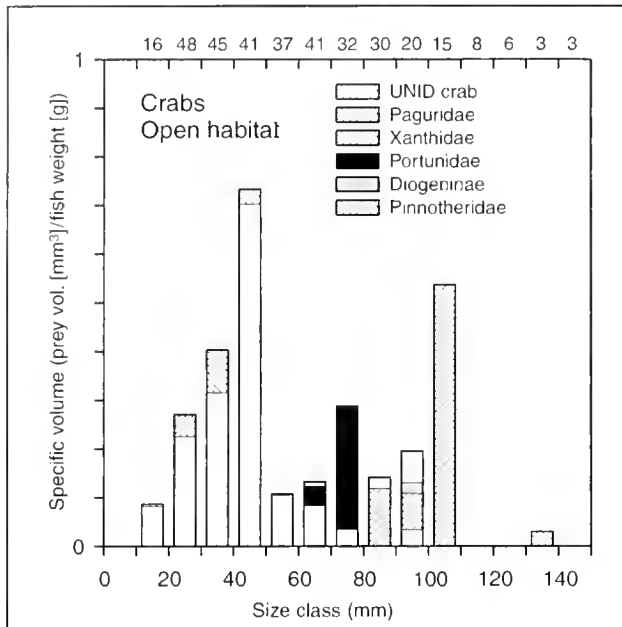 16 48 45 41 37 41 32 30 20 15 8 6 3 3
1
Crabs
Open habitat
UNID crab
Paguridae
Xanthidae
Portunidae
Diogeninae
Pinnotheridae
Specific volume (prey vol. [mm³]/fish weight [g])
0
0 20 40 60 80 100 120 140
Size class (mm)